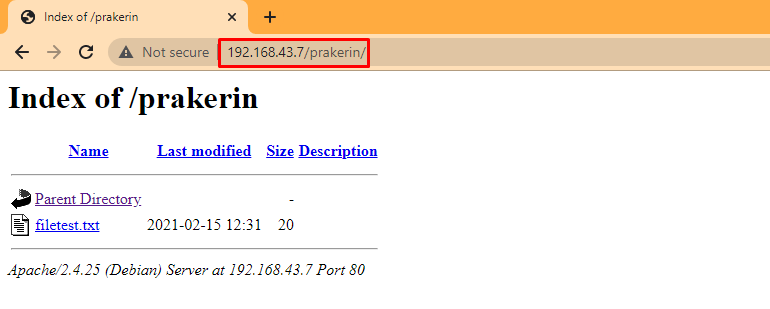 Index of /prakerin
Not secure 192.168.43.7/prakerin/
Index of /prakerin
Name Last modified Size Description
Parent Directory -
filetest.txt 2021-02-15 12:31 20
Apache/2.4.25 (Debian) Server at 192.168.43.7 Port 80